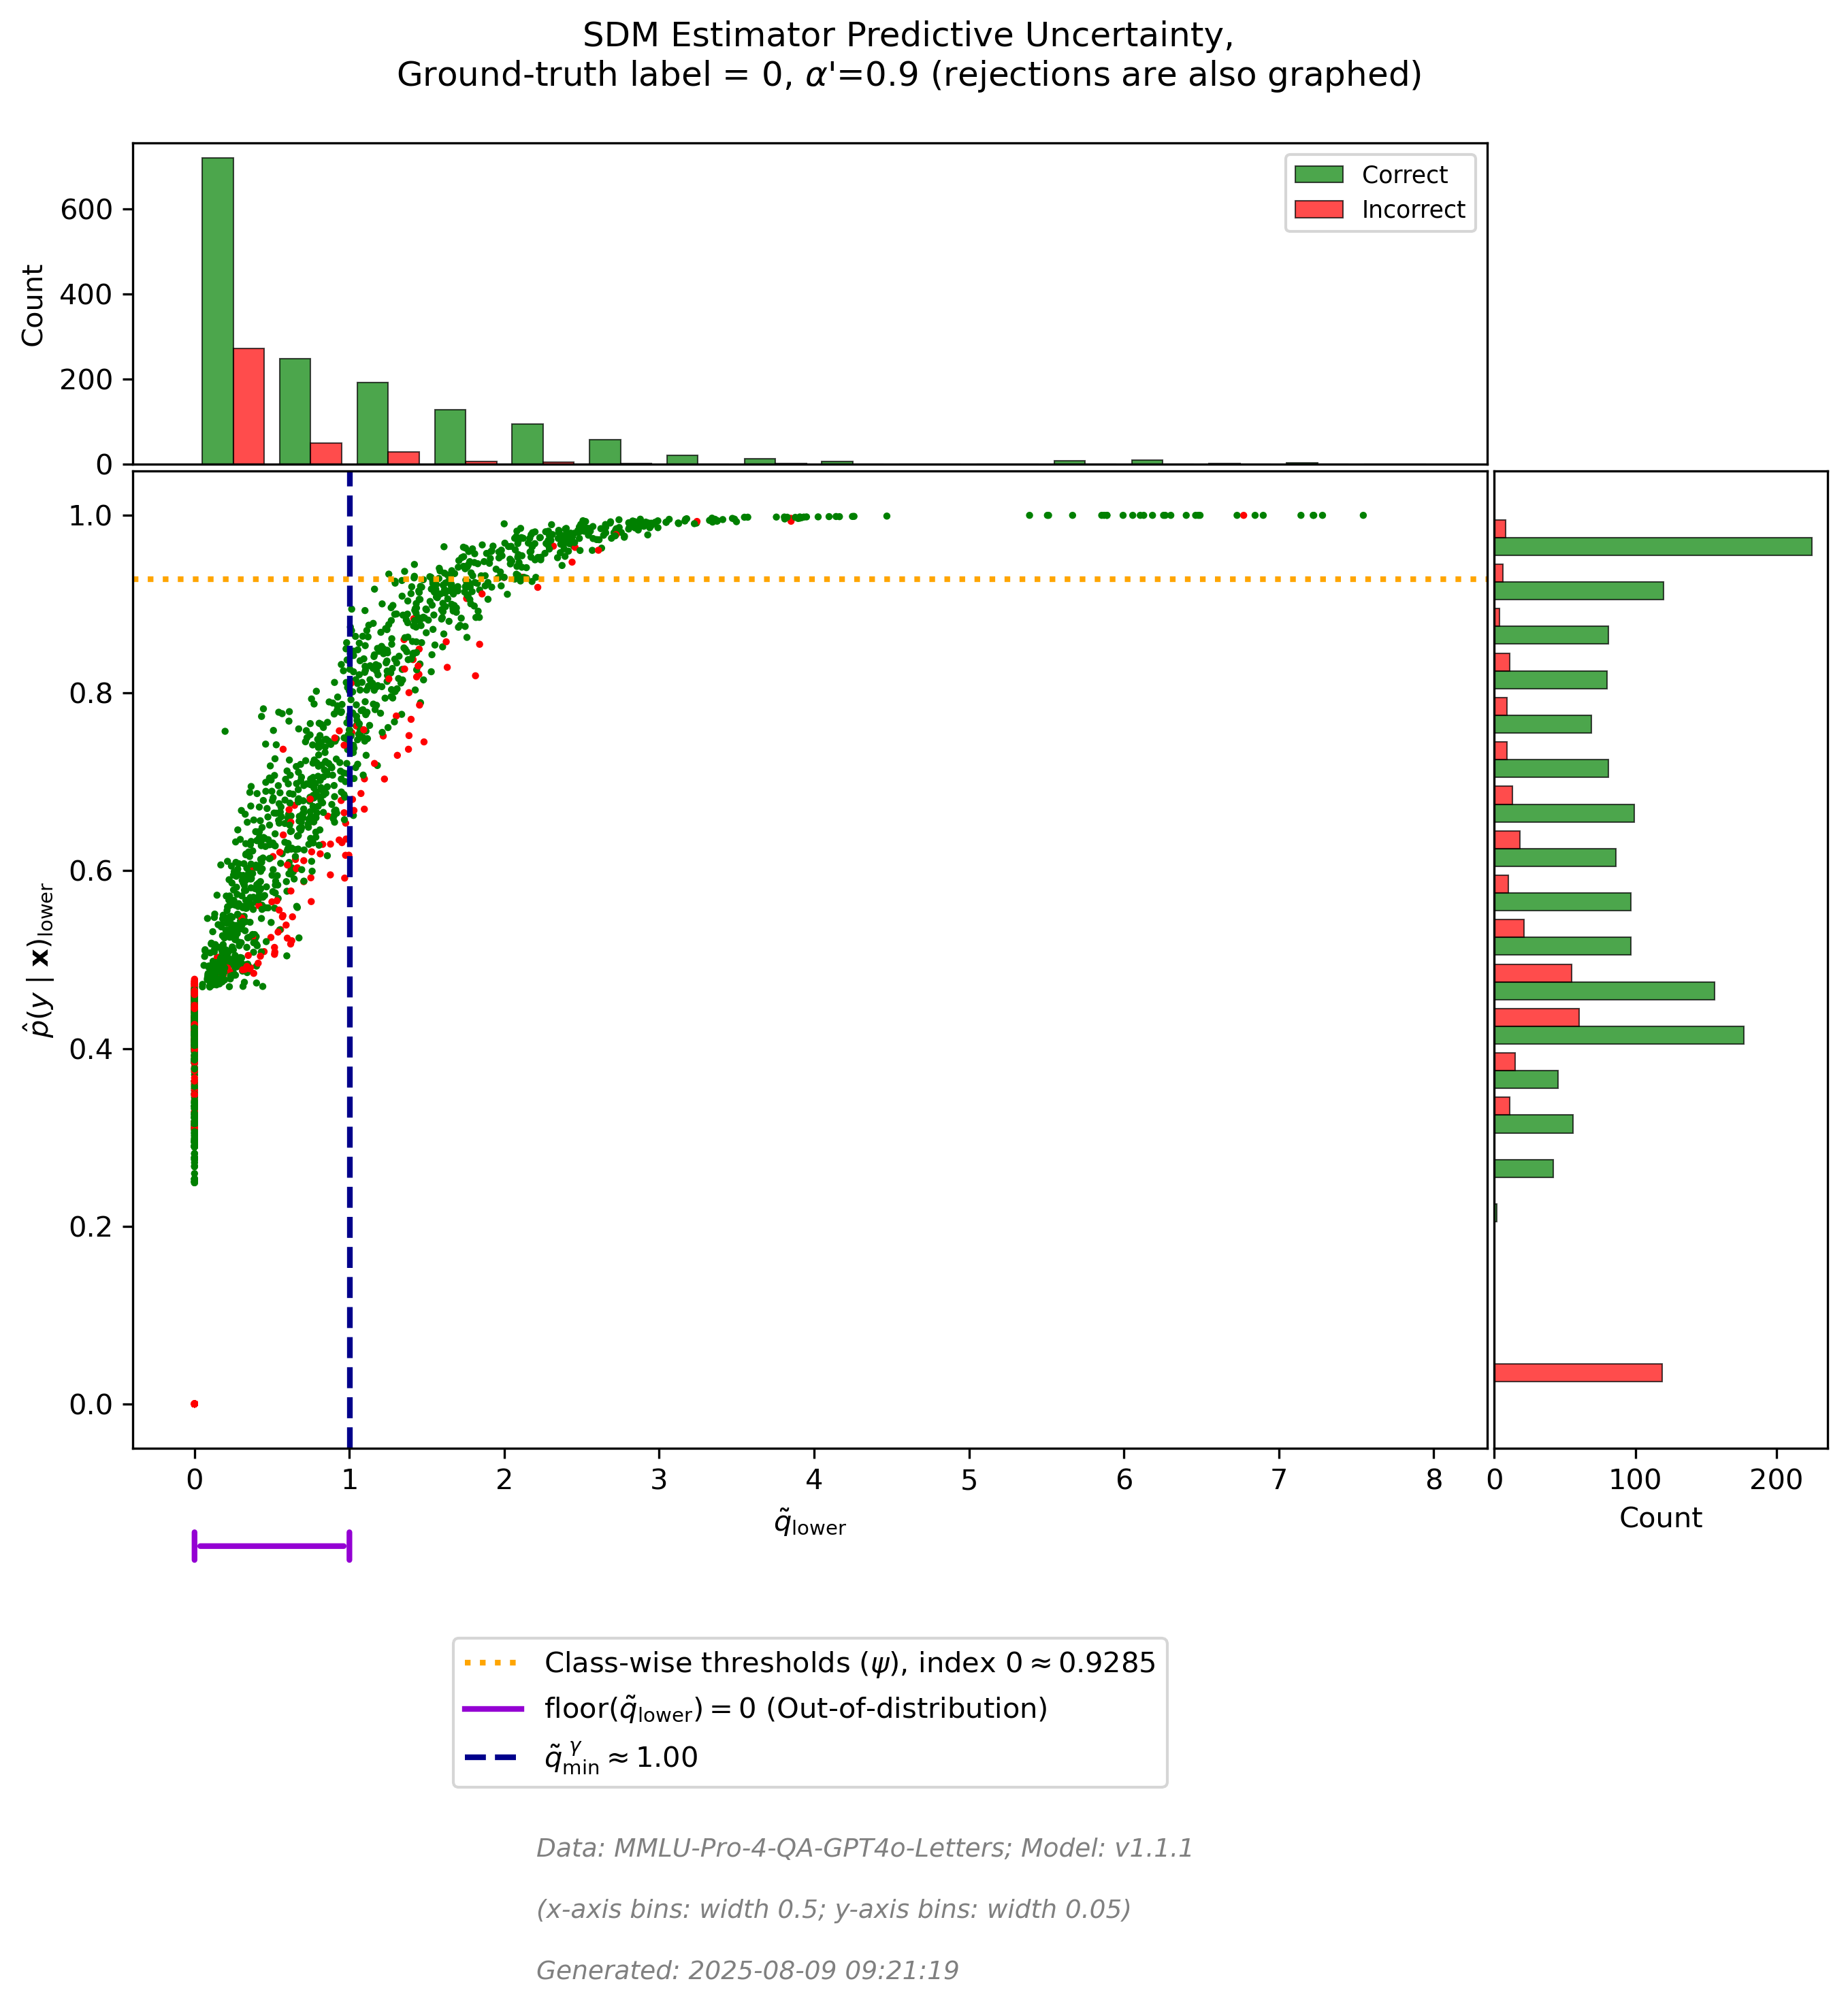 SDM Estimator Predictive Uncertainty,
Ground-truth label = 0, α'=0.9 (rejections are also graphed)
Count
600
400
200
0
Correct
Incorrect
p̂(y | x)lower
1.0
0.8
0.6
0.4
0.2
0.0
0 1 2 3 4 5 6 7 8
q̃lower
0 100 200
Count
Class-wise thresholds (ψ), index 0 ≈ 0.9285
floor(q̃lower) = 0 (Out-of-distribution)
q̃γmin ≈ 1.00
Data: MMLU-Pro-4-QA-GPT4o-Letters; Model: v1.1.1
(x-axis bins: width 0.5; y-axis bins: width 0.05)
Generated: 2025-08-09 09:21:19